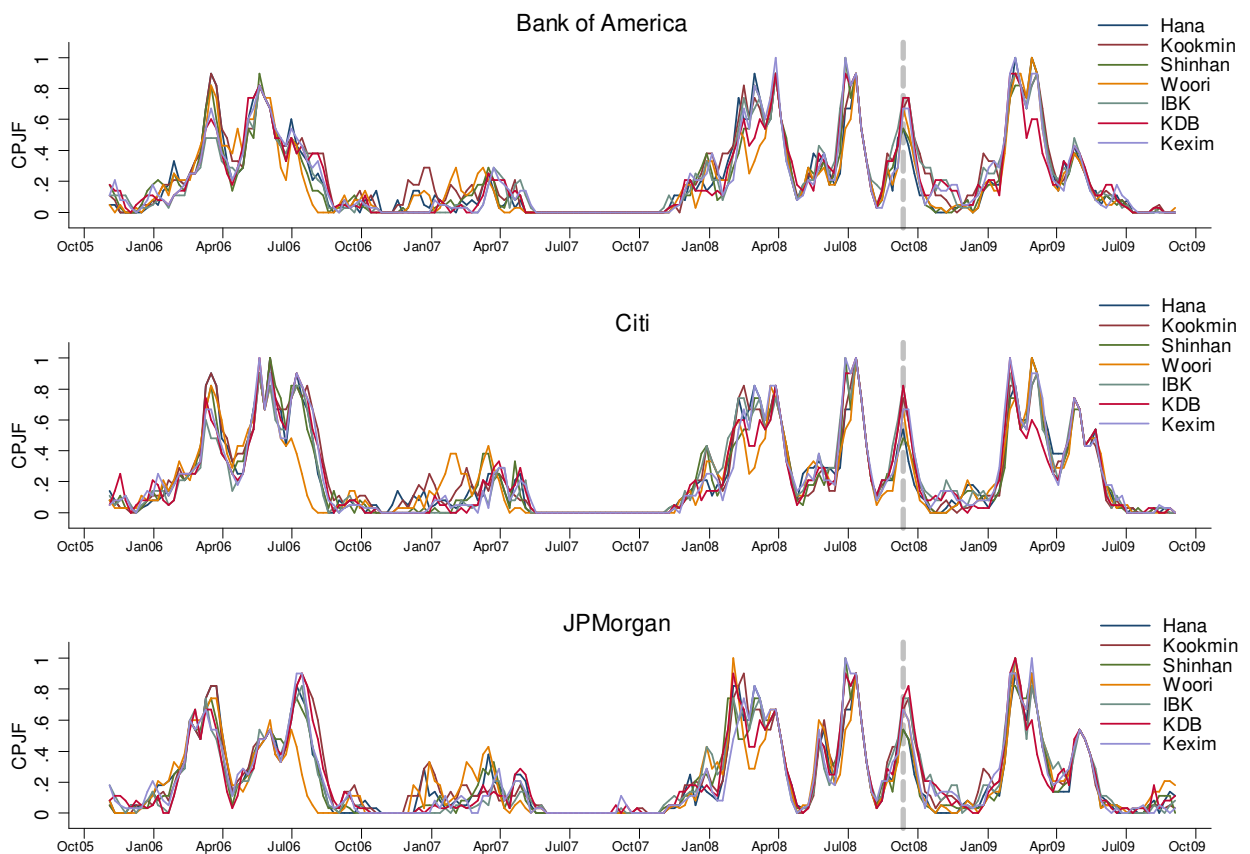 Bank of America
Hana
Kookmin
Shinhan
Woori
IBK
KDB
Kexim
CPJF
0 .2 .4 .6 .8 1
Oct05 Jan06 Apr06 Jul06 Oct06 Jan07 Apr07 Jul07 Oct07 Jan08 Apr08 Jul08 Oct08 Jan09 Apr09 Jul09 Oct09
Citi
Hana
Kookmin
Shinhan
Woori
IBK
KDB
Kexim
CPJF
0 .2 .4 .6 .8 1
Oct05 Jan06 Apr06 Jul06 Oct06 Jan07 Apr07 Jul07 Oct07 Jan08 Apr08 Jul08 Oct08 Jan09 Apr09 Jul09 Oct09
JPMorgan
Hana
Kookmin
Shinhan
Woori
IBK
KDB
Kexim
CPJF
0 .2 .4 .6 .8 1
Oct05 Jan06 Apr06 Jul06 Oct06 Jan07 Apr07 Jul07 Oct07 Jan08 Apr08 Jul08 Oct08 Jan09 Apr09 Jul09 Oct09